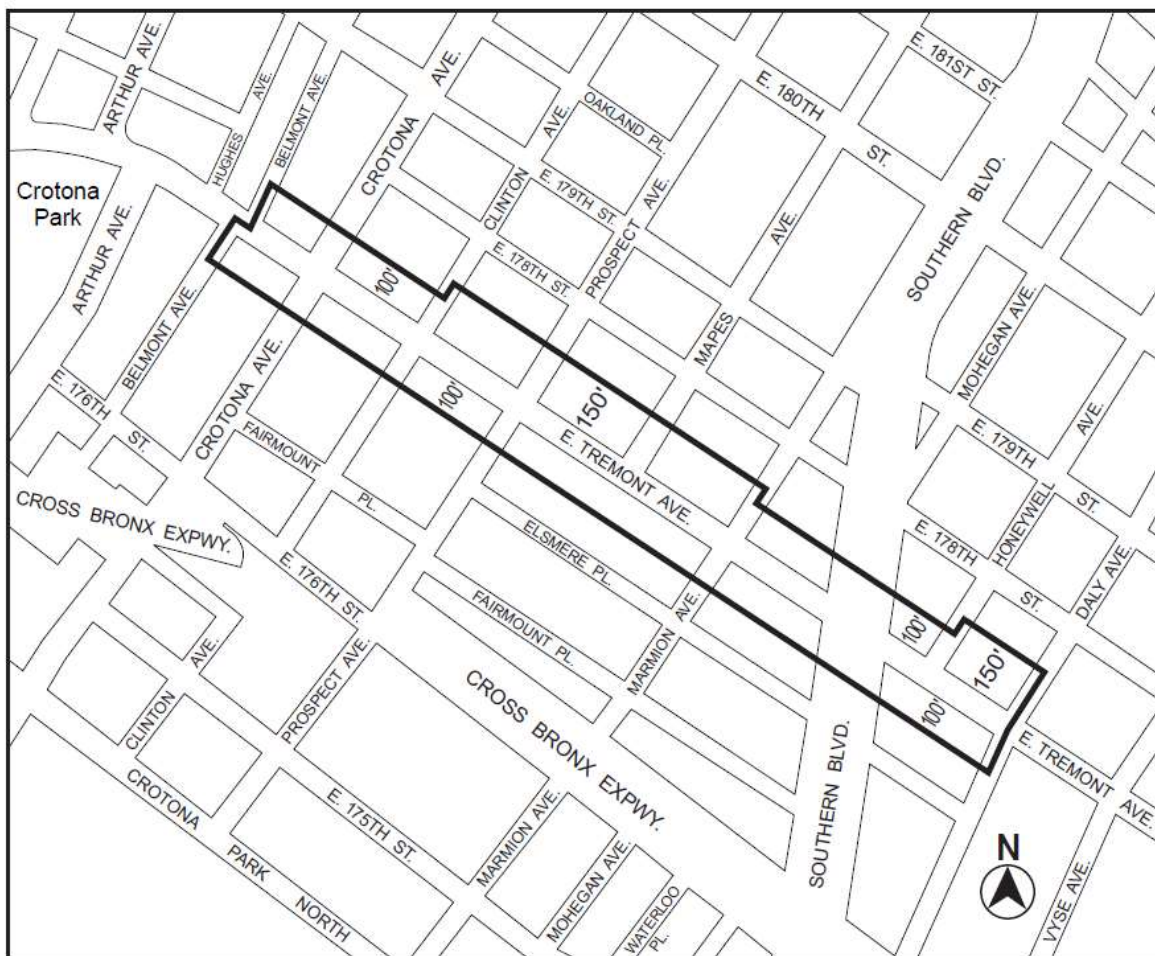 ARTHUR AVE.
HUGHES
AVE.
BELMONT AVE.
CROTONA
AVE.
CLINTON
AVE.
OAKLAND PL.
E. 179TH ST.
E. 178TH ST.
PROSPECT
AVE.
MAPES
AVE.
E. 180TH
ST.
E. 181ST ST.
SOUTHERN BLVD.
Crotona
Park
ARTHUR AVE.
BELMONT AVE.
E. 176TH
ST.
CROTONA AVE.
FAIRMOUNT
PL.
100'
100'
150'
E. TREMONT AVE.
MOHEGAN AVE.
E. 179TH
ST.
HONEYWELL
AVE.
E. 178TH
ST.
DALY AVE.
CROSS BRONX EXPWY.
E. 176TH ST.
ELSMERE PL.
FAIRMOUNT PL.
MARMION AVE.
CROSS BRONX EXPWY.
100'
150'
100'
E. TREMONT AVE.
SOUTHERN BLVD.
CLINTON
AVE.
PROSPECT AVE.
CROTONA
PARK
NORTH
E. 175TH ST.
MARMION AVE.
MOHEGAN AVE.
WATERLOO
PL.
N
VYSE AVE.